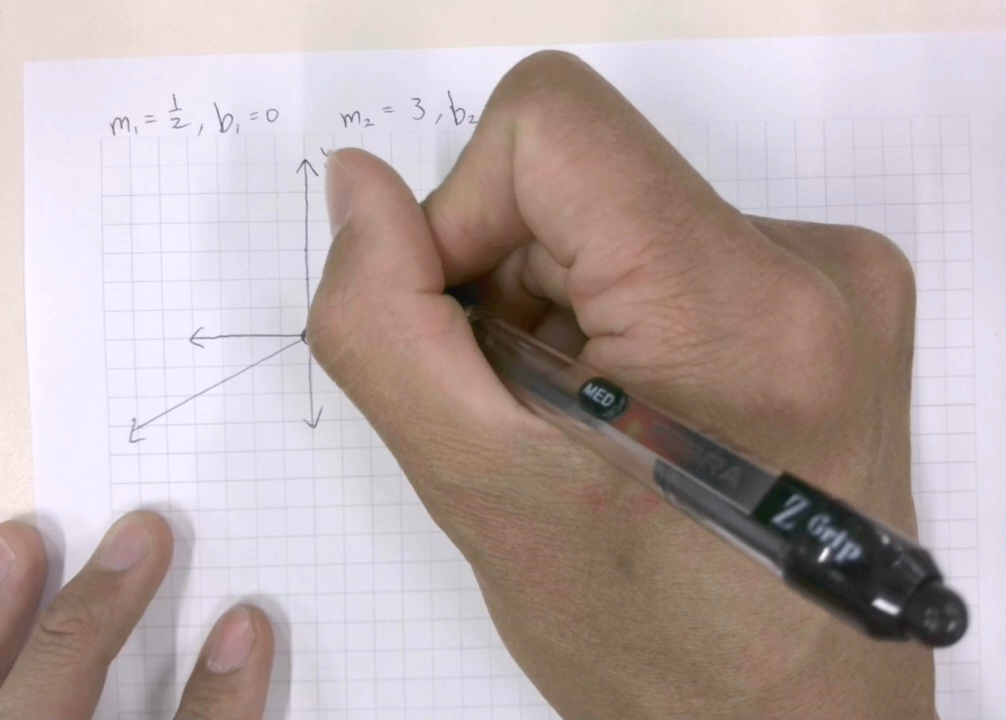 m₁ = 1/2, b₁ = 0 m₂ = 3, b₂
y
MED
Z Grip